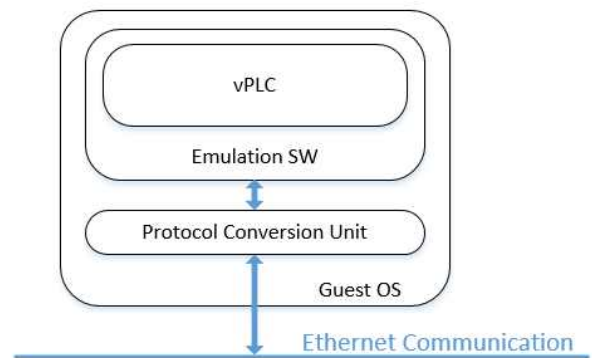 vPLC
Emulation SW
Protocol Conversion Unit
Guest OS
Ethernet Communication